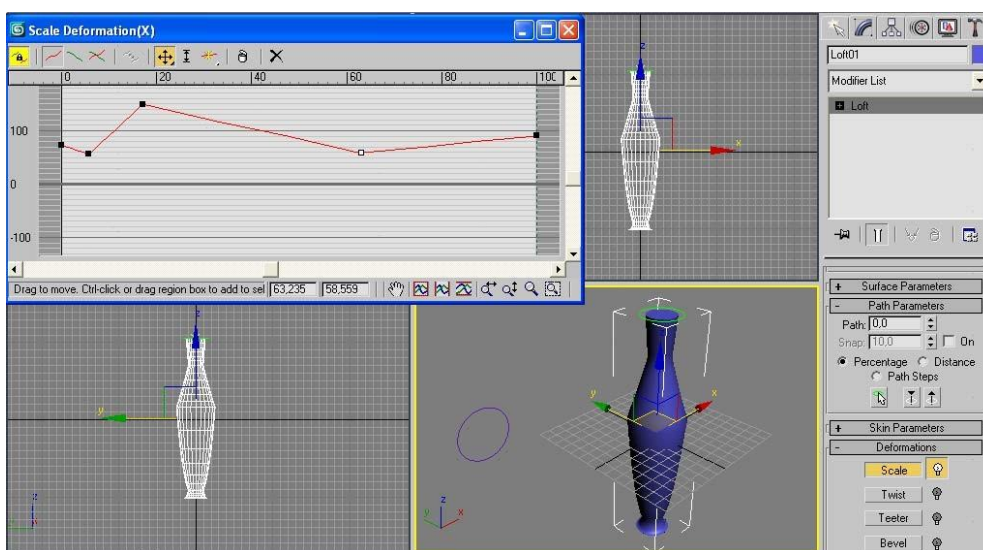 Scale Deformation(X)
0 20 40 60 80 100
100
0
-100
Drag to move. Ctrl-click or drag region box to add to sel 63,235 58,559
z
x
z
y
z
x
z
y
x
z
y
x
Loft01
Modifier List
Loft
+ Surface Parameters
- Path Parameters
Path: 0,0
Snap: 10,0 On
Percentage Distance
Path Steps
+ Skin Parameters
- Deformations
Scale
Twist
Teeter
Bevel